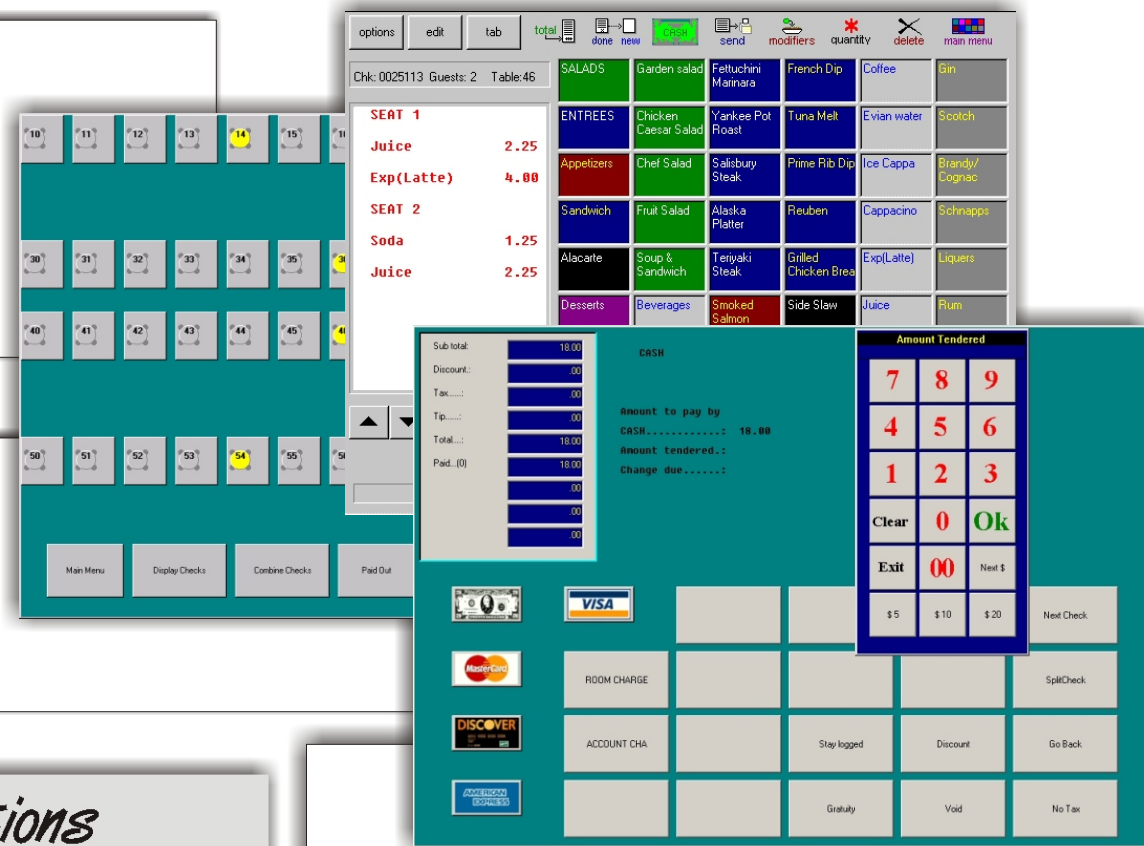 options edit tab total done new CASH send modifiers quantity delete main menu
Chk: 0025113 Guests: 2 Table:46
SEAT 1
Juice 2.25
Exp(Latte) 4.00
SEAT 2
Soda 1.25
Juice 2.25
SALADS Garden salad Fettuchini Marinara French Dip Coffee Gin
ENTREES Chicken Caesar Salad Yankee Pot Roast Tuna Melt Evian water Scotch
Appetizers Chef Salad Salisbury Steak Prime Rib Dip Ice Cappa Brandy/ Cognac
Sandwich Fruit Salad Alaska Platter Reuben Cappacino Schnapps
Alacarte Soup & Sandwich Teriyaki Steak Grilled Chicken Brea Exp(Latte) Liquers
Desserts Beverages Smoked Salmon Side Slaw Juice Rum
10 11 12 13 14 15
30 31 32 33 34 35
40 41 42 43 44 45
50 51 52 53 54 55
Main Menu Display Checks Combine Checks Paid Out
Sub total: 18.00
Discount.: .00
Tax.....: .00
Tip.....: .00
Total....: 18.00
Paid...(0) 18.00
.00
.00
.00
CASH
Amount to pay by
CASH............: 18.00
Amount tendered.:
Change due......:
Amount Tendered
7 8 9
4 5 6
1 2 3
Clear 0 Ok
Exit 00 Next $
$ 5 $ 10 $ 20
VISA Next Check
MasterCard ROOM CHARGE SplitCheck
DISCOVER ACCOUNT CHA Stay logged Discount Go Back
AMERICAN EXPRESS Gratuity Void No Tax
tions